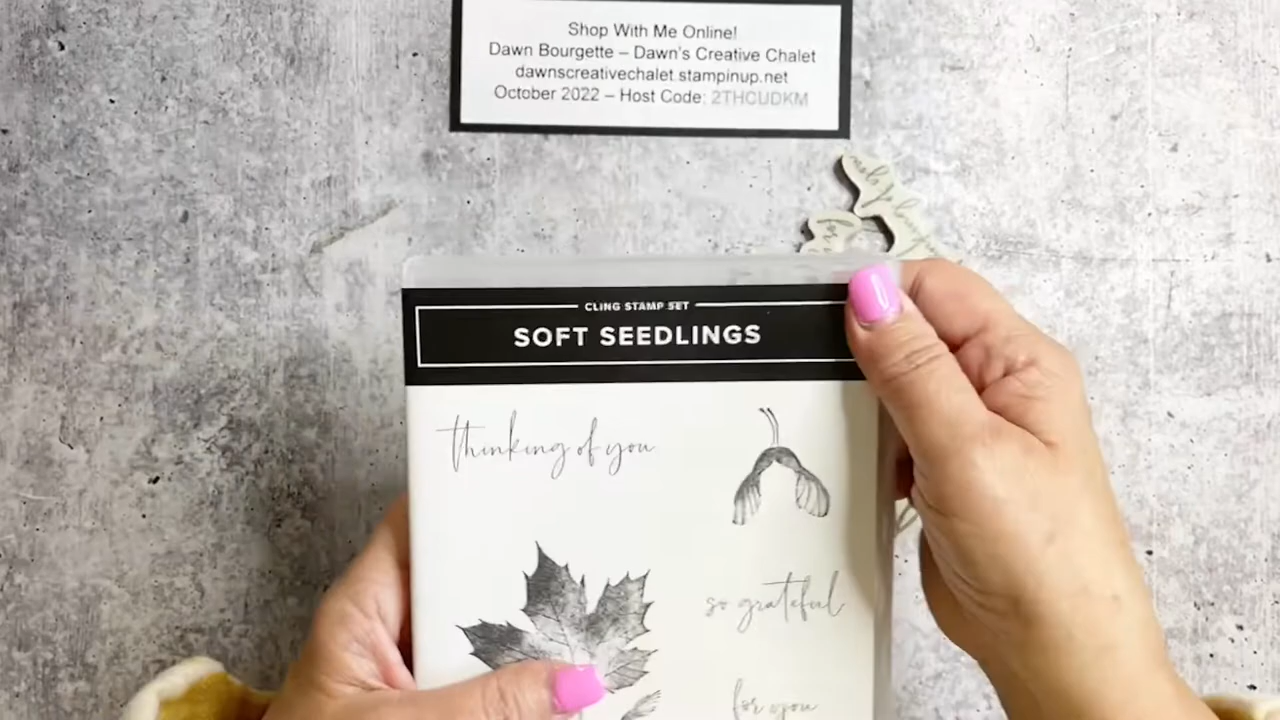 Shop With Me Online!
Dawn Bourgette – Dawn's Creative Chalet
dawnscreativechalet.stampinup.net
October 2022 – Host Code: 2THCUDKM
CLING STAMP SET
SOFT SEEDLINGS
thinking of you
so grateful
for you